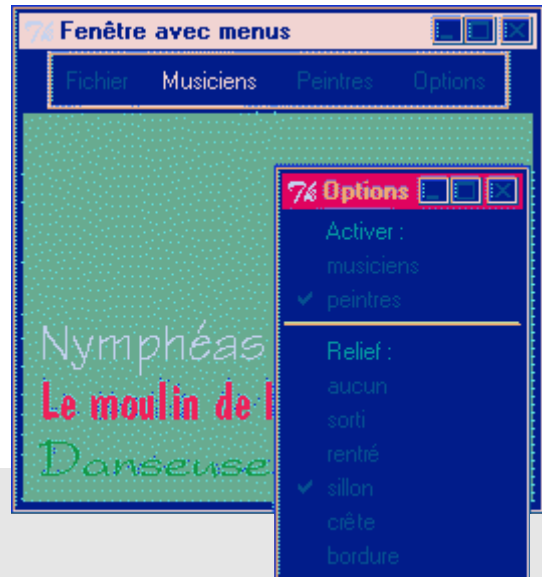 Fenêtre avec menus
Fichier Musiciens Peintres Options
Options
Activer :
musiciens
peintres
Nymphéas
Relief :
Le moulin de
aucun
sorti
Danseuse
rentré
sillon
crête
bordure